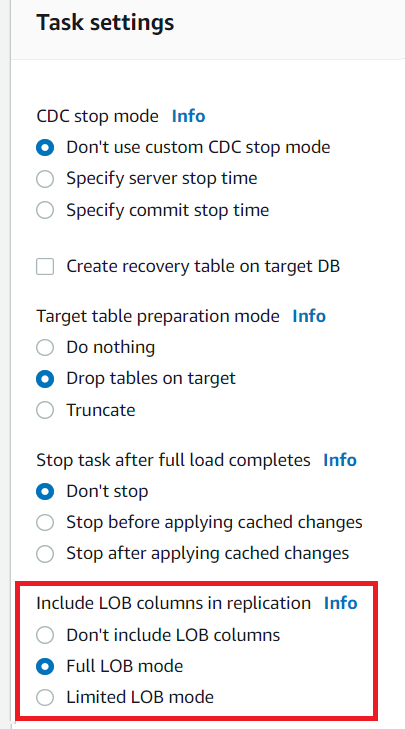 Task settings
CDC stop mode Info
Don't use custom CDC stop mode
Specify server stop time
Specify commit stop time
Create recovery table on target DB
Target table preparation mode Info
Do nothing
Drop tables on target
Truncate
Stop task after full load completes Info
Don't stop
Stop before applying cached changes
Stop after applying cached changes
Include LOB columns in replication Info
Don't include LOB columns
Full LOB mode
Limited LOB mode